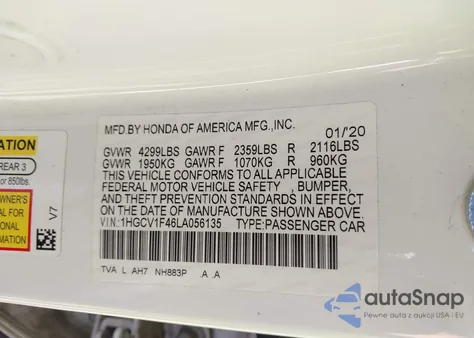 MFD.BY HONDA OF AMERICA MFG.,INC. 01/'20
GVWR 4299LBS GAWR F 2359LBS R 2116LBS
GVWR 1950KG GAWR F 1070KG R 960KG
THIS VEHICLE CONFORMS TO ALL APPLICABLE
FEDERAL MOTOR VEHICLE SAFETY , BUMPER,
AND THEFT PREVENTION STANDARDS IN EFFECT
ON THE DATE OF MANUFACTURE SHOWN ABOVE.
VIN:1HGCV1F46LA056135 TYPE:PASSENGER CAR
TVA L AH7 NH883P .A .A
V7
ATION
REAR 3
or 850lbs.
WNER'S
AL FOR
TIONAL
autoSnap
Pewne auta z aukcji USA i EU